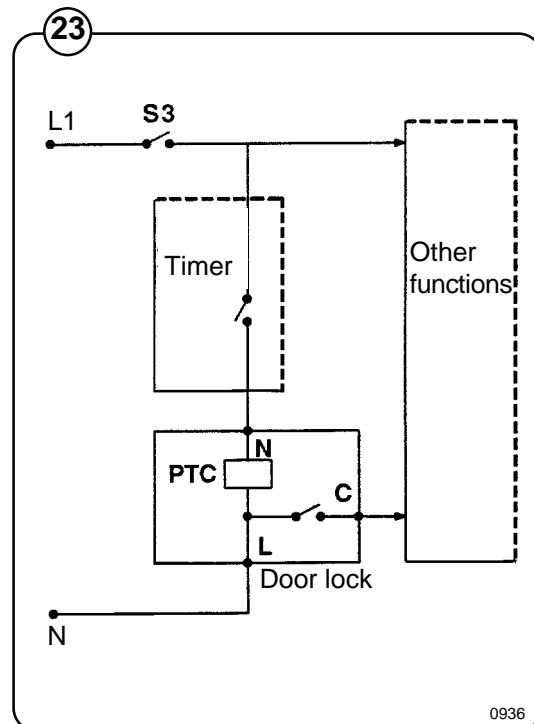 23
L1
S3
Timer
Other
functions
N
PTC
C
L
Door lock
N
0936